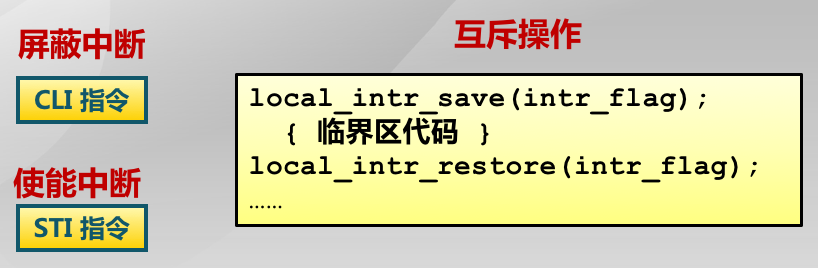 屏蔽中断
CLI 指令
使能中断
STI 指令
互斥操作
local_intr_save(intr_flag);
{ 临界区代码 }
local_intr_restore(intr_flag);
……